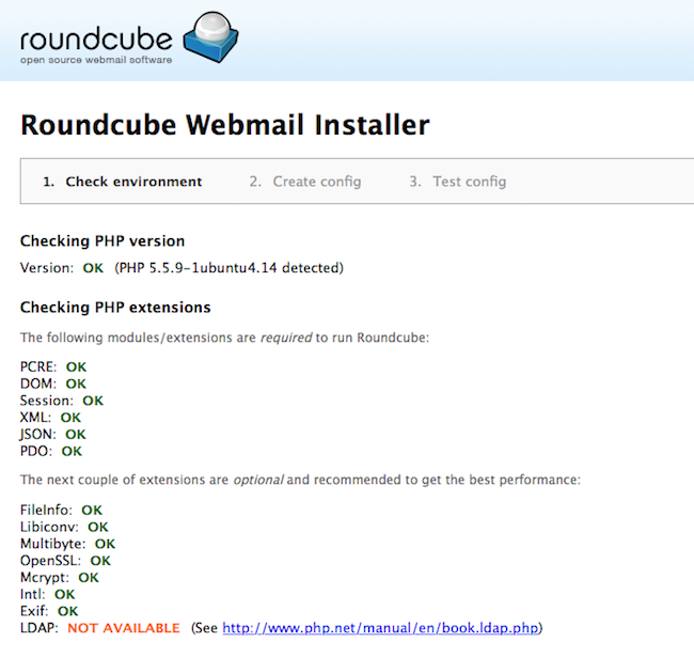 roundcube
open source webmail software
Roundcube Webmail Installer
1. Check environment 2. Create config 3. Test config
Checking PHP version
Version: OK (PHP 5.5.9-1ubuntu4.14 detected)
Checking PHP extensions
The following modules/extensions are required to run Roundcube:
PCRE: OK
DOM: OK
Session: OK
XML: OK
JSON: OK
PDO: OK
The next couple of extensions are optional and recommended to get the best performance:
FileInfo: OK
Libiconv: OK
Multibyte: OK
OpenSSL: OK
Mcrypt: OK
Intl: OK
Exif: OK
LDAP: NOT AVAILABLE (See http://www.php.net/manual/en/book.ldap.php)